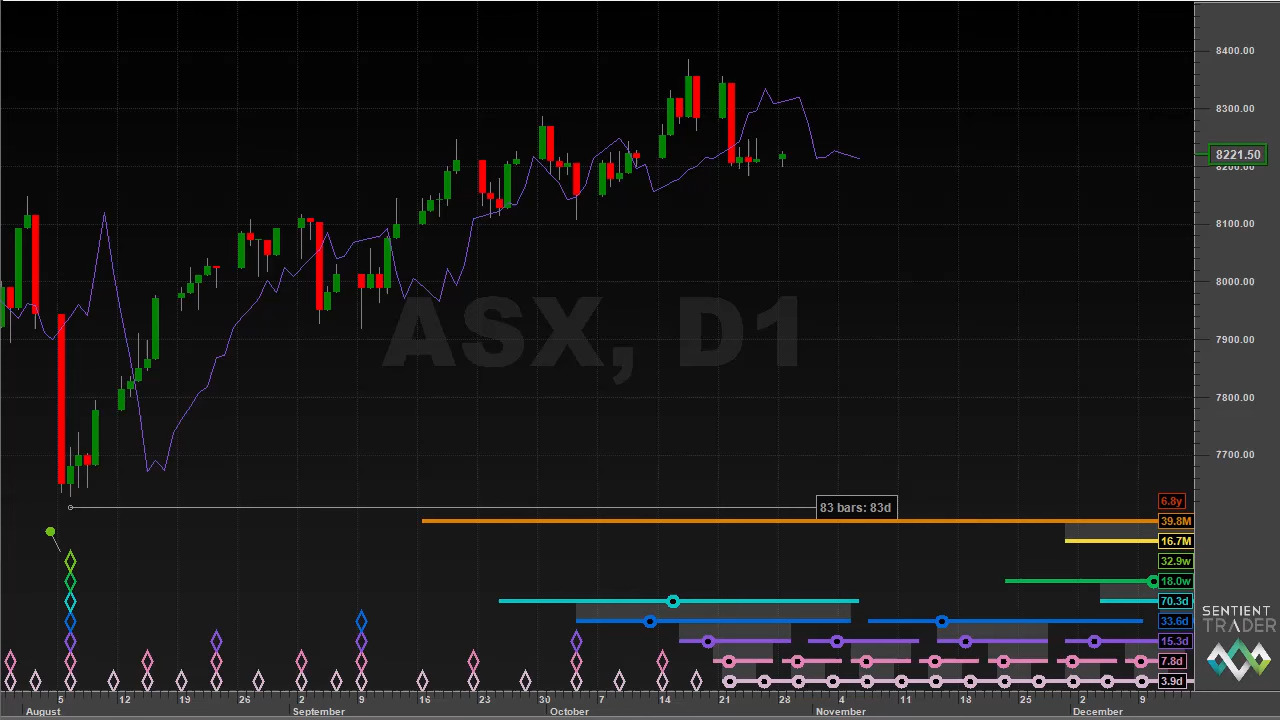 ASX, D1
8400.00
8300.00
8221.50
8200.00
8100.00
8000.00
7900.00
7800.00
7700.00
83 bars: 83d
6.8y
39.8M
16.7M
32.9w
18.0w
70.3d
33.6d
15.3d
7.8d
3.9d
SENTIENT
TRADER
5 12 19 26 2 9 16 23 30 7 14 21 28 4 11 18 25 2 9
August September October November December